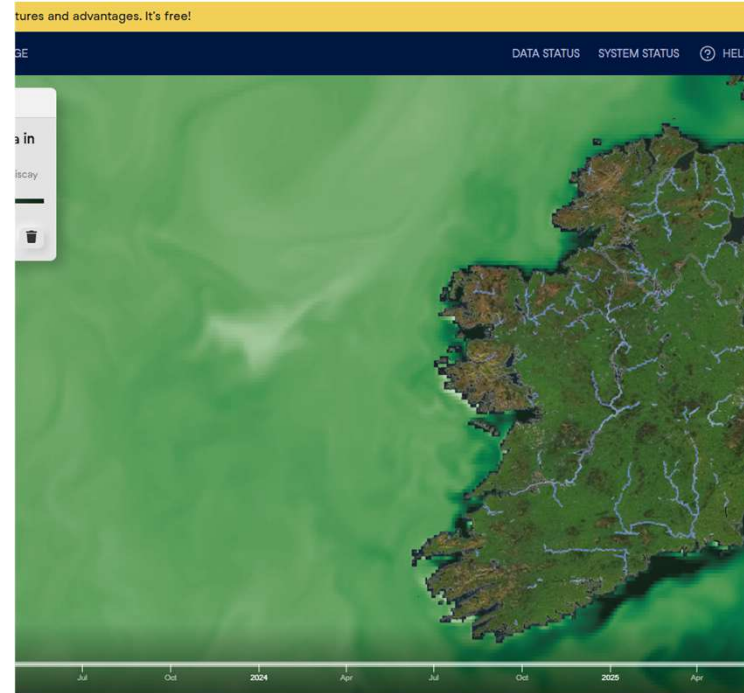 tures and advantages. It's free!
GE
DATA STATUS SYSTEM STATUS ? HEL
a in
iscay
Jul Oct 2024 Apr Jul Oct 2025 Apr